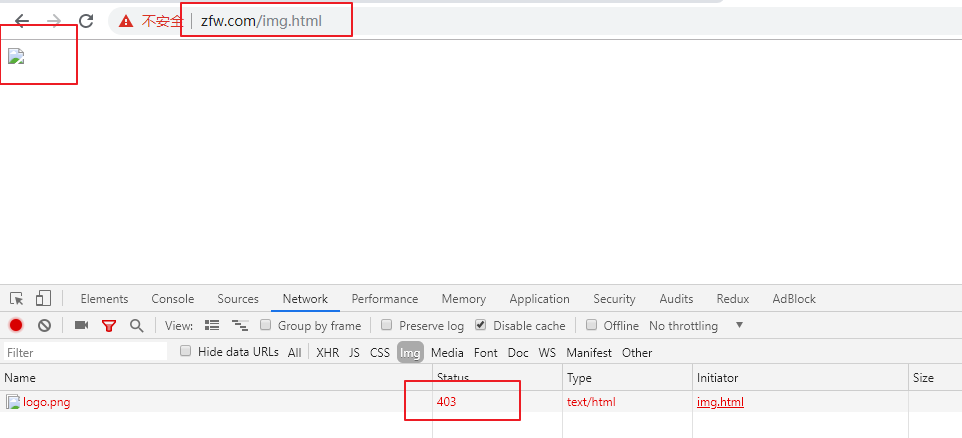 不安全 zfw.com/img.html
Elements Console Sources Network Performance Memory Application Security Audits Redux AdBlock
View: Group by frame Preserve log Disable cache Offline No throttling
Filter Hide data URLs All XHR JS CSS Img Media Font Doc WS Manifest Other
Name Status Type Initiator Size
logo.png 403 text/html img.html